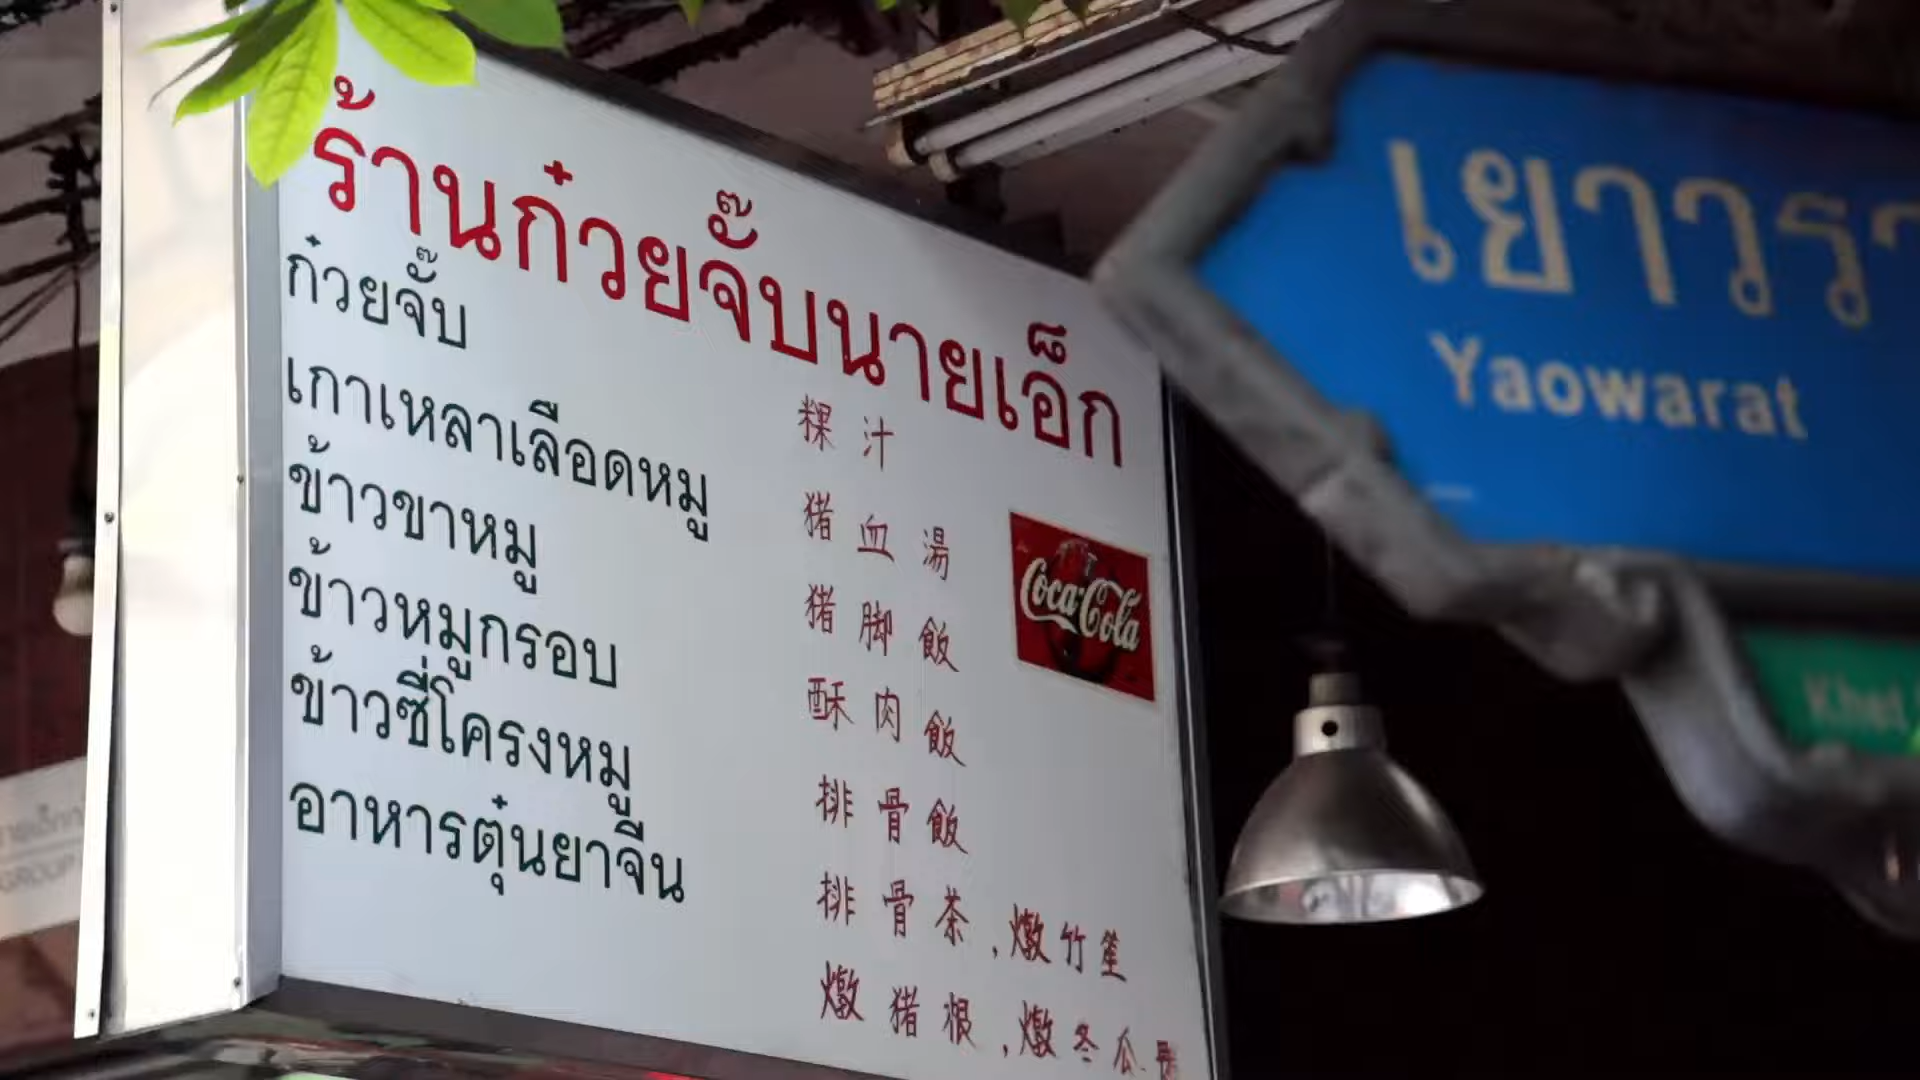 ร้านก๋วยจั๊บนายเอ็ก
ก๋วยจั๊บ
เกาเหลาเลือดหมู
ข้าวขาหมู
ข้าวหมูกรอบ
ข้าวซี่โครงหมู
อาหารตุ๋นยาจีน
粿汁
猪血湯
猪脚飯
酥肉飯
排骨飯
排骨茶,燉竹笙
燉猪根,燉冬瓜
Coca-Cola
เยาวรา
Yaowarat
Khet
GROUP